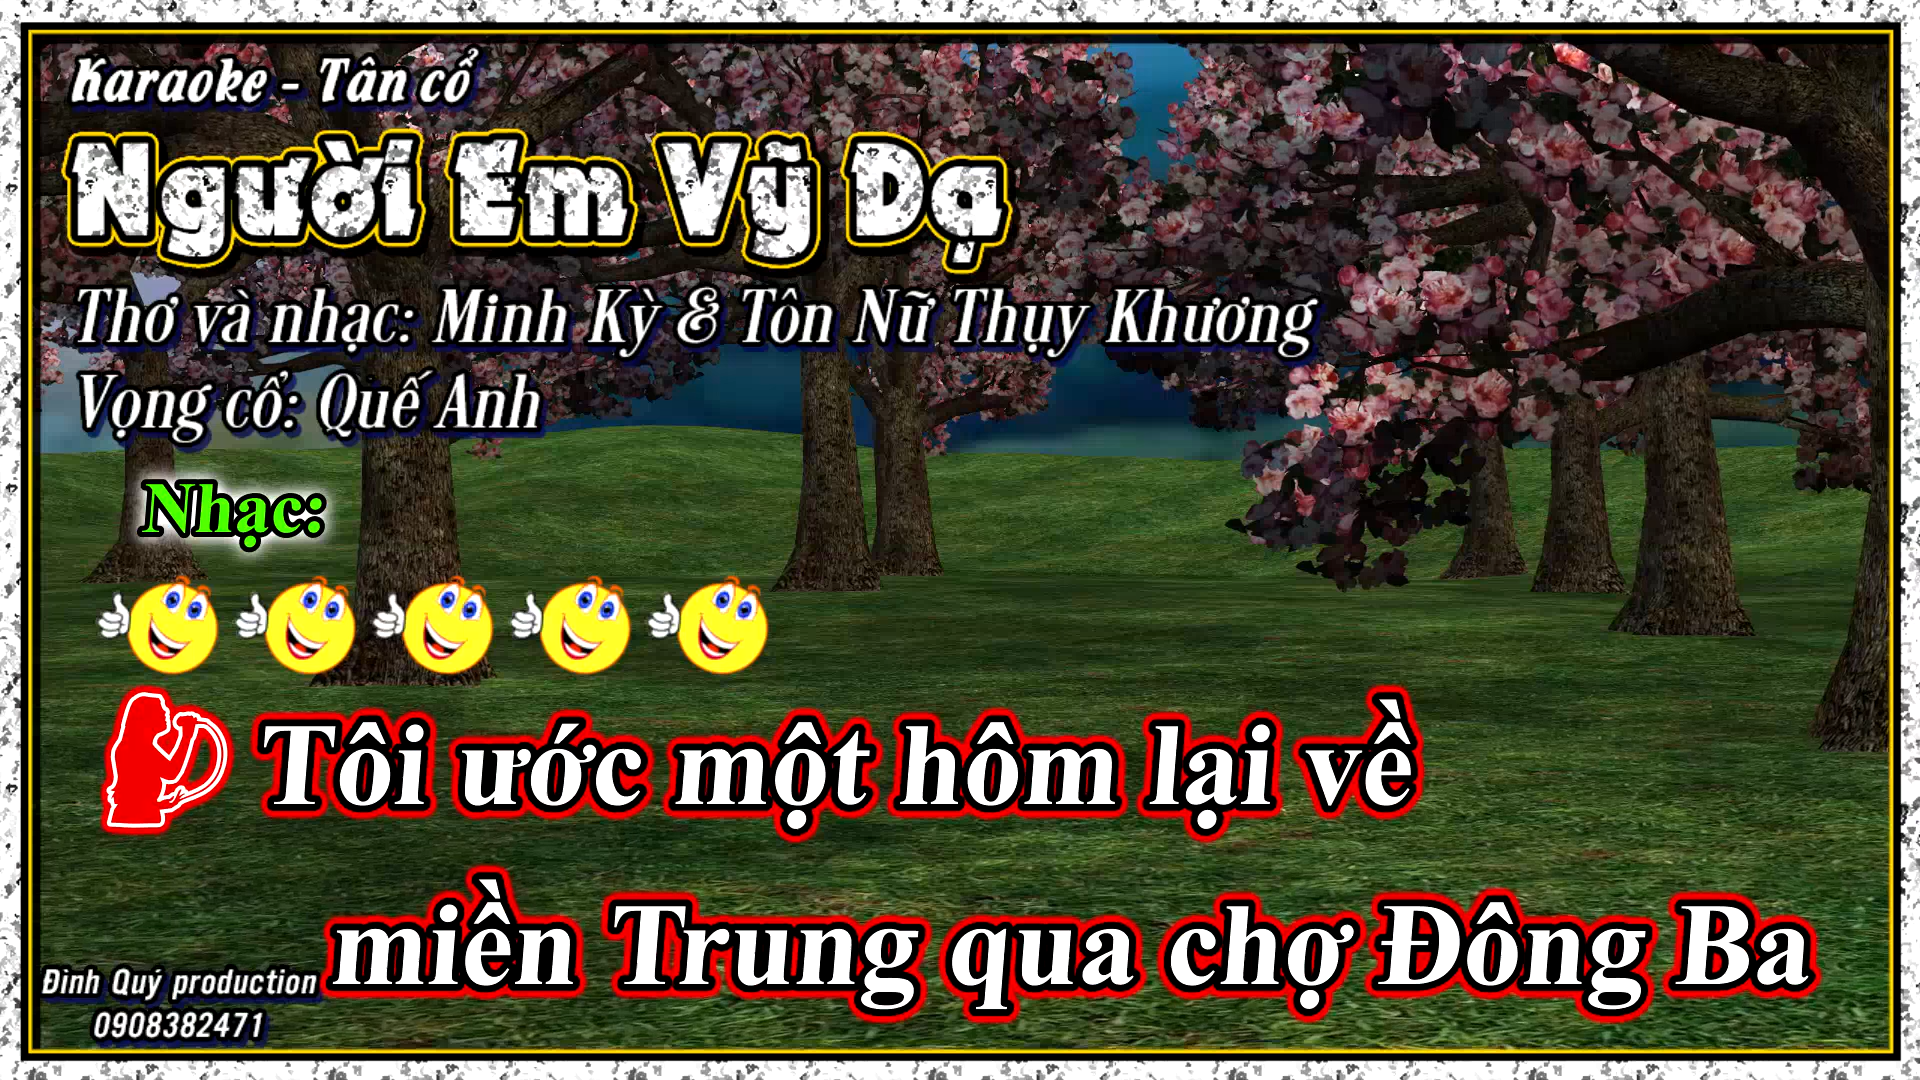 Karaoke - Tân cổ
Người Em Vỹ Dạ
Thơ và nhạc: Minh Kỳ & Tôn Nữ Thụy Khương
Vọng cổ: Quế Anh
Nhạc:
Tôi ước một hôm lại về
miền Trung qua chợ Đông Ba
Đinh Quý production
0908382471